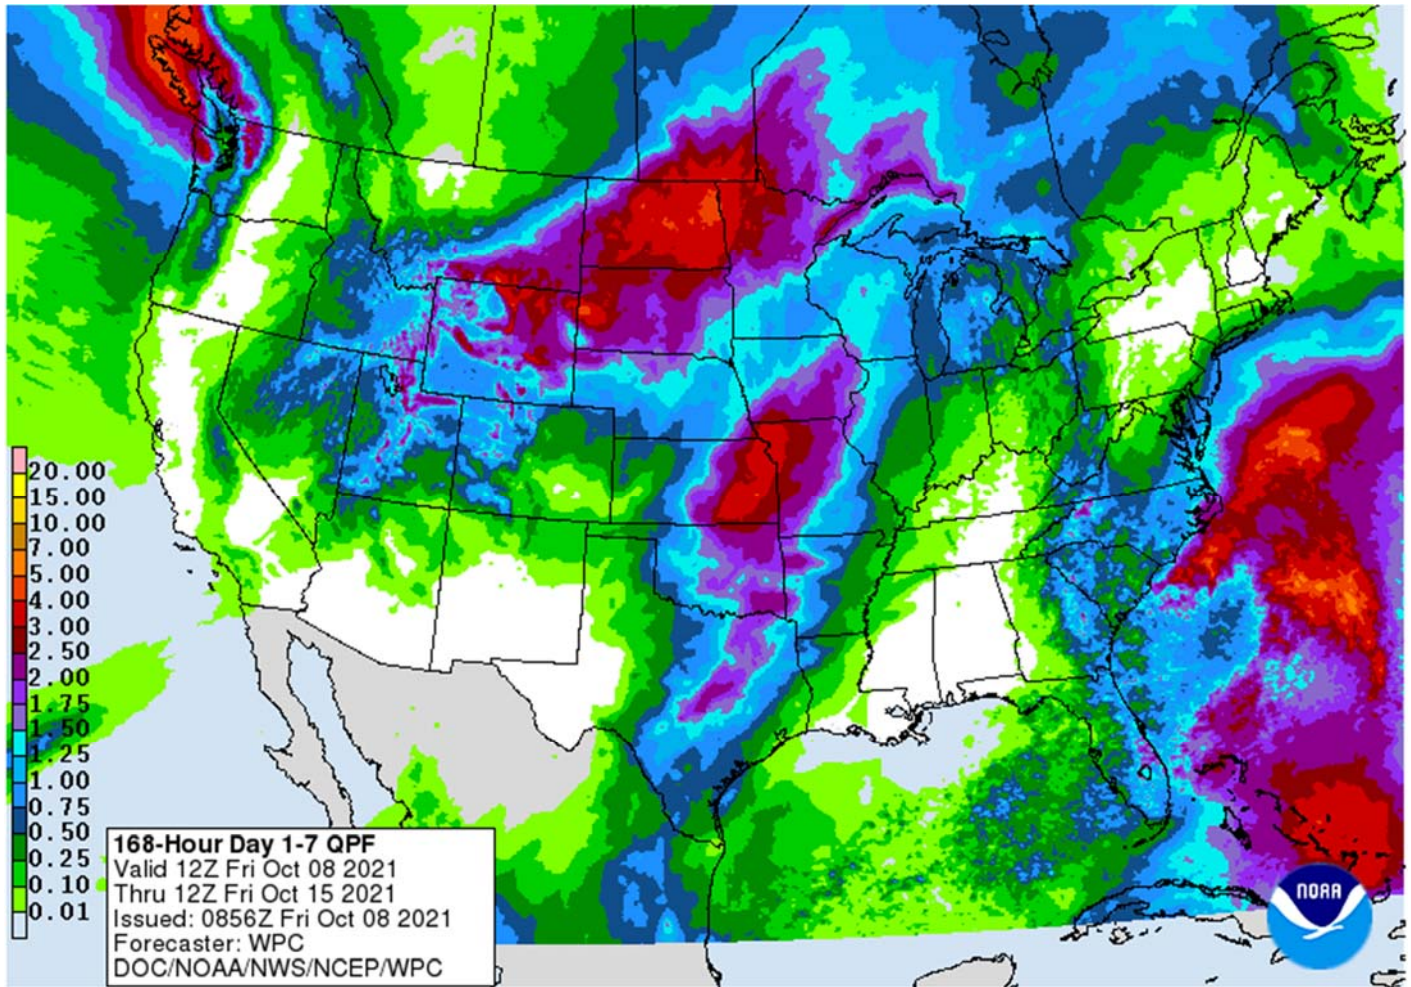 20.00
15.00
10.00
7.00
5.00
4.00
3.00
2.50
2.00
1.75
1.50
1.25
1.00
0.75
0.50
0.25
0.10
0.01
168-Hour Day 1-7 QPF
Valid 12Z Fri Oct 08 2021
Thru 12Z Fri Oct 15 2021
Issued: 0856Z Fri Oct 08 2021
Forecaster: WPC
DOC/NOAA/NWS/NCEP/WPC
NOAA